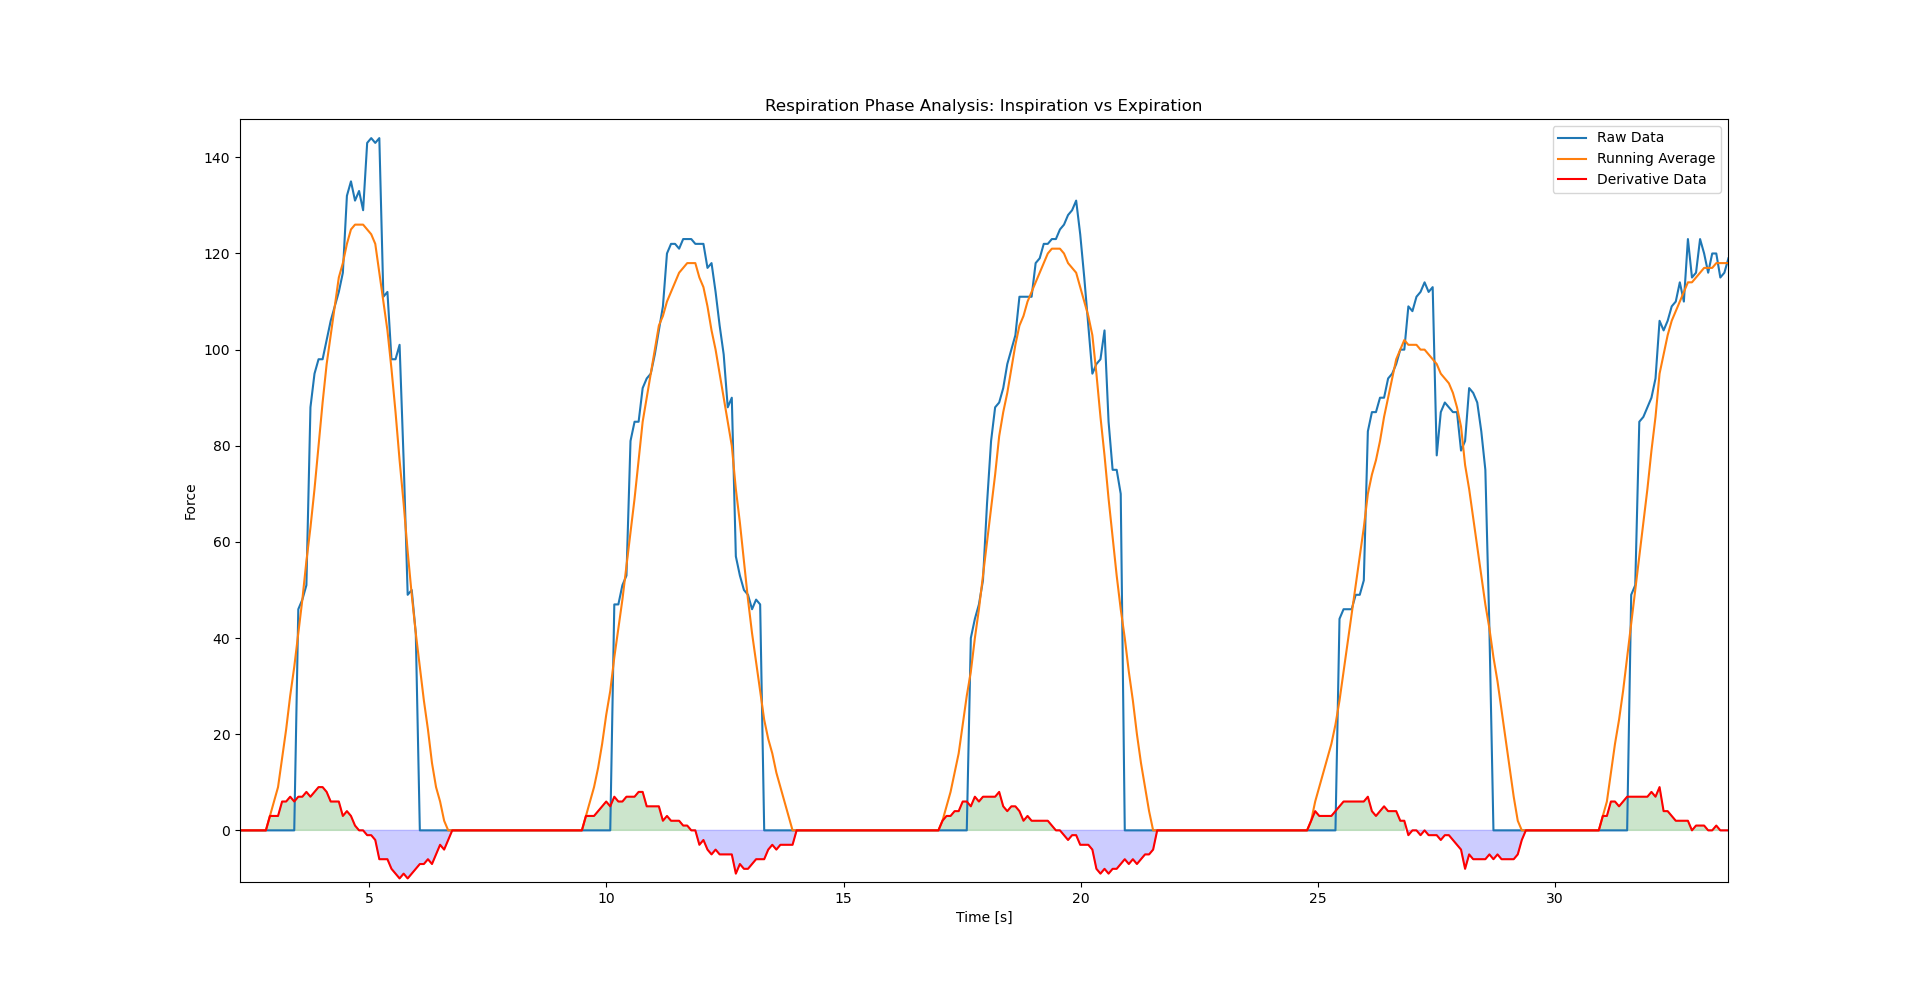 Respiration Phase Analysis: Inspiration vs Expiration
Raw Data
Running Average
Derivative Data
140
120
100
80
60
40
20
0
Force
5
10
15
20
25
30
Time [s]